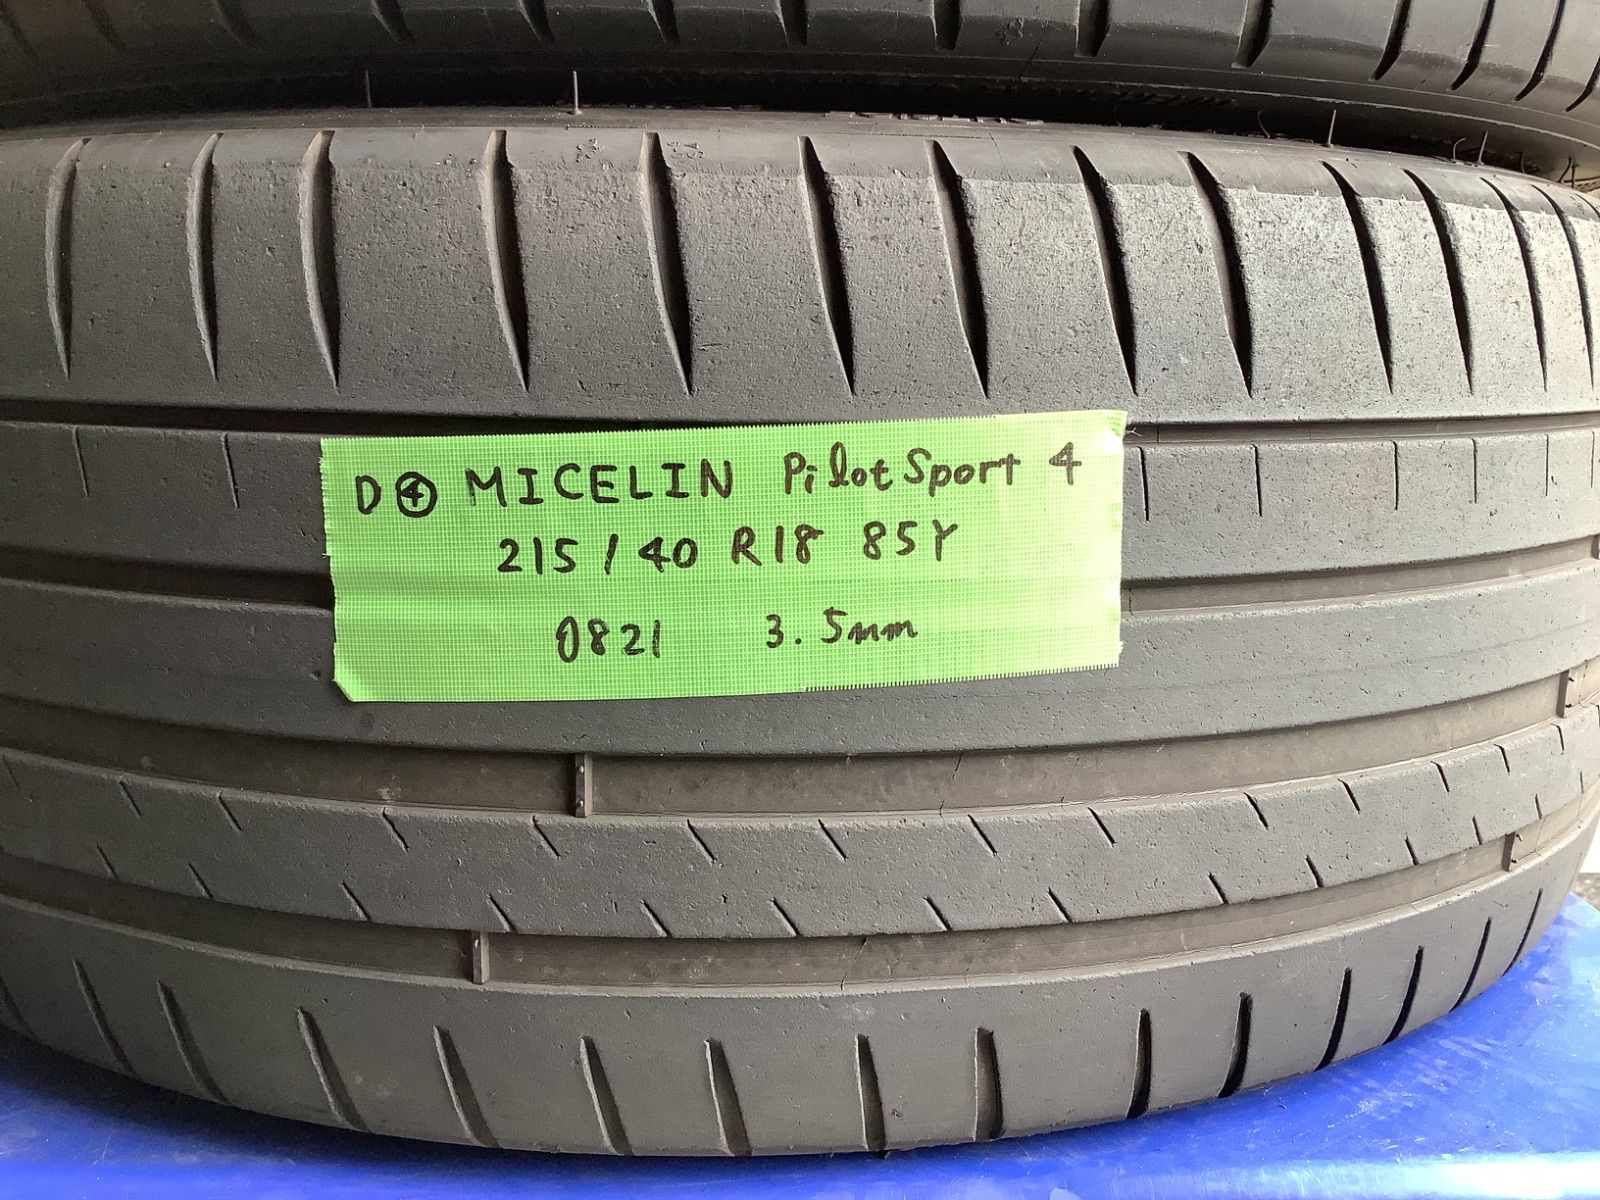 D④ MICELIN Pilot Sport 4
215/40 R18 85Y
0821 3.5mm